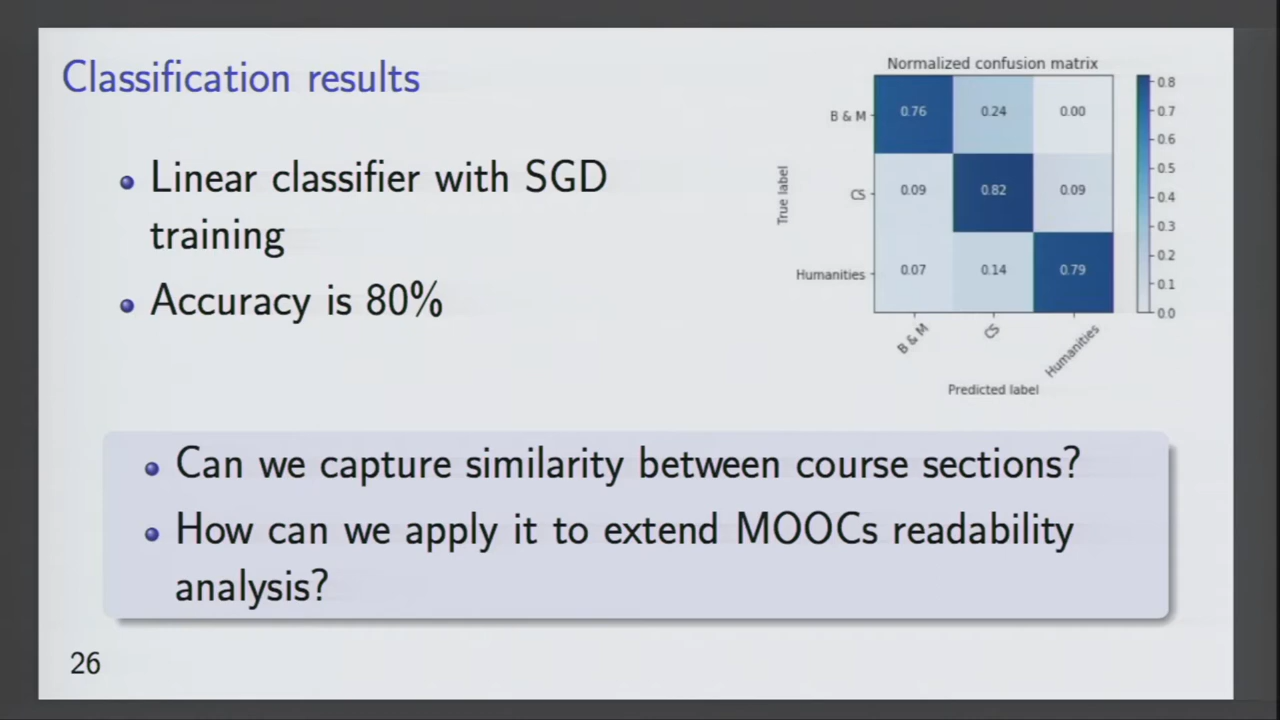 Classification results
Linear classifier with SGD
training
Accuracy is 80%
Normalized confusion matrix
True label
B & M
0.76 0.24 0.00
CS
0.09 0.82 0.09
Humanities
0.07 0.14 0.79
B & M
CS
Humanities
Predicted label
0.8
0.7
0.6
0.5
0.4
0.3
0.2
0.1
0.0
Can we capture similarity between course sections?
How can we apply it to extend MOOCs readability
analysis?
26